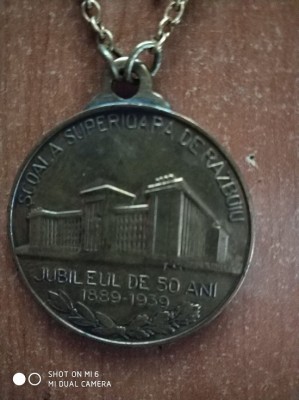 SCOALA SUPERIOARA DE RAZBOIU
JUBILEUL DE 50 ANI
1889-1939
SHOT ON MI 6
MI DUAL CAMERA